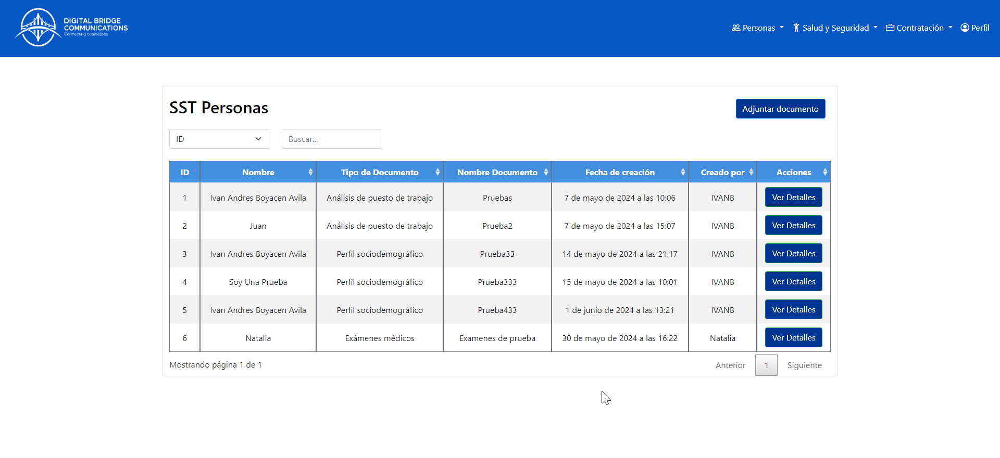 DIGITAL BRIDGE
COMMUNICATIONS
Connecting businesses
Personas Salud y Seguridad Contratación Perfil
SST Personas
Adjuntar documento
ID Buscar...
ID Nombre Tipo de Documento Nombre Documento Fecha de creación Creado por Acciones
1 Ivan Andres Boyacen Avila Análisis de puesto de trabajo Pruebas 7 de mayo de 2024 a las 10:06 IVANB Ver Detalles
2 Juan Análisis de puesto de trabajo Prueba2 7 de mayo de 2024 a las 15:07 IVANB Ver Detalles
3 Ivan Andres Boyacen Avila Perfil sociodemográfico Prueba33 14 de mayo de 2024 a las 21:17 IVANB Ver Detalles
4 Soy Una Prueba Perfil sociodemográfico Prueba333 15 de mayo de 2024 a las 10:01 IVANB Ver Detalles
5 Ivan Andres Boyacen Avila Perfil sociodemográfico Prueba433 1 de junio de 2024 a las 13:21 IVANB Ver Detalles
6 Natalia Exámenes médicos Examenes de prueba 30 de mayo de 2024 a las 16:22 Natalia Ver Detalles
Mostrando página 1 de 1 Anterior 1 Siguiente